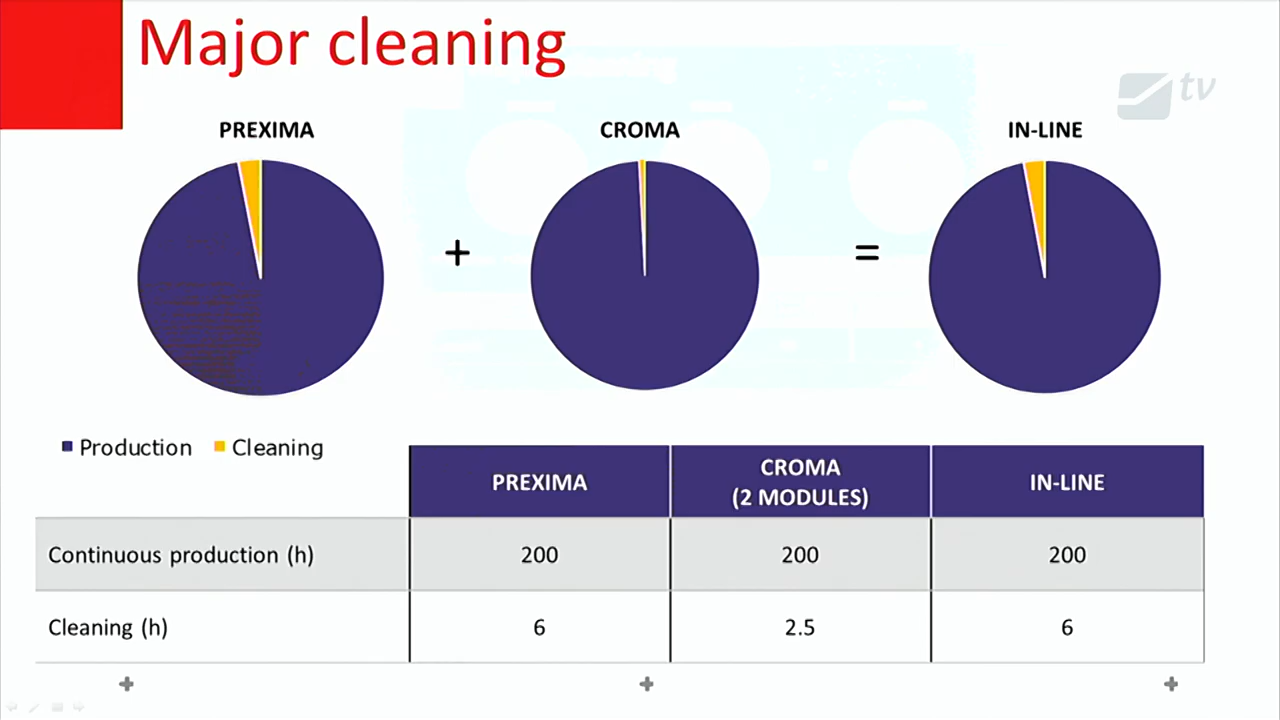 Major cleaning
tv
PREXIMA
CROMA
IN-LINE
+
=
Production
Cleaning
PREXIMA
CROMA
(2 MODULES)
IN-LINE
Continuous production (h)
200
200
200
Cleaning (h)
6
2.5
6